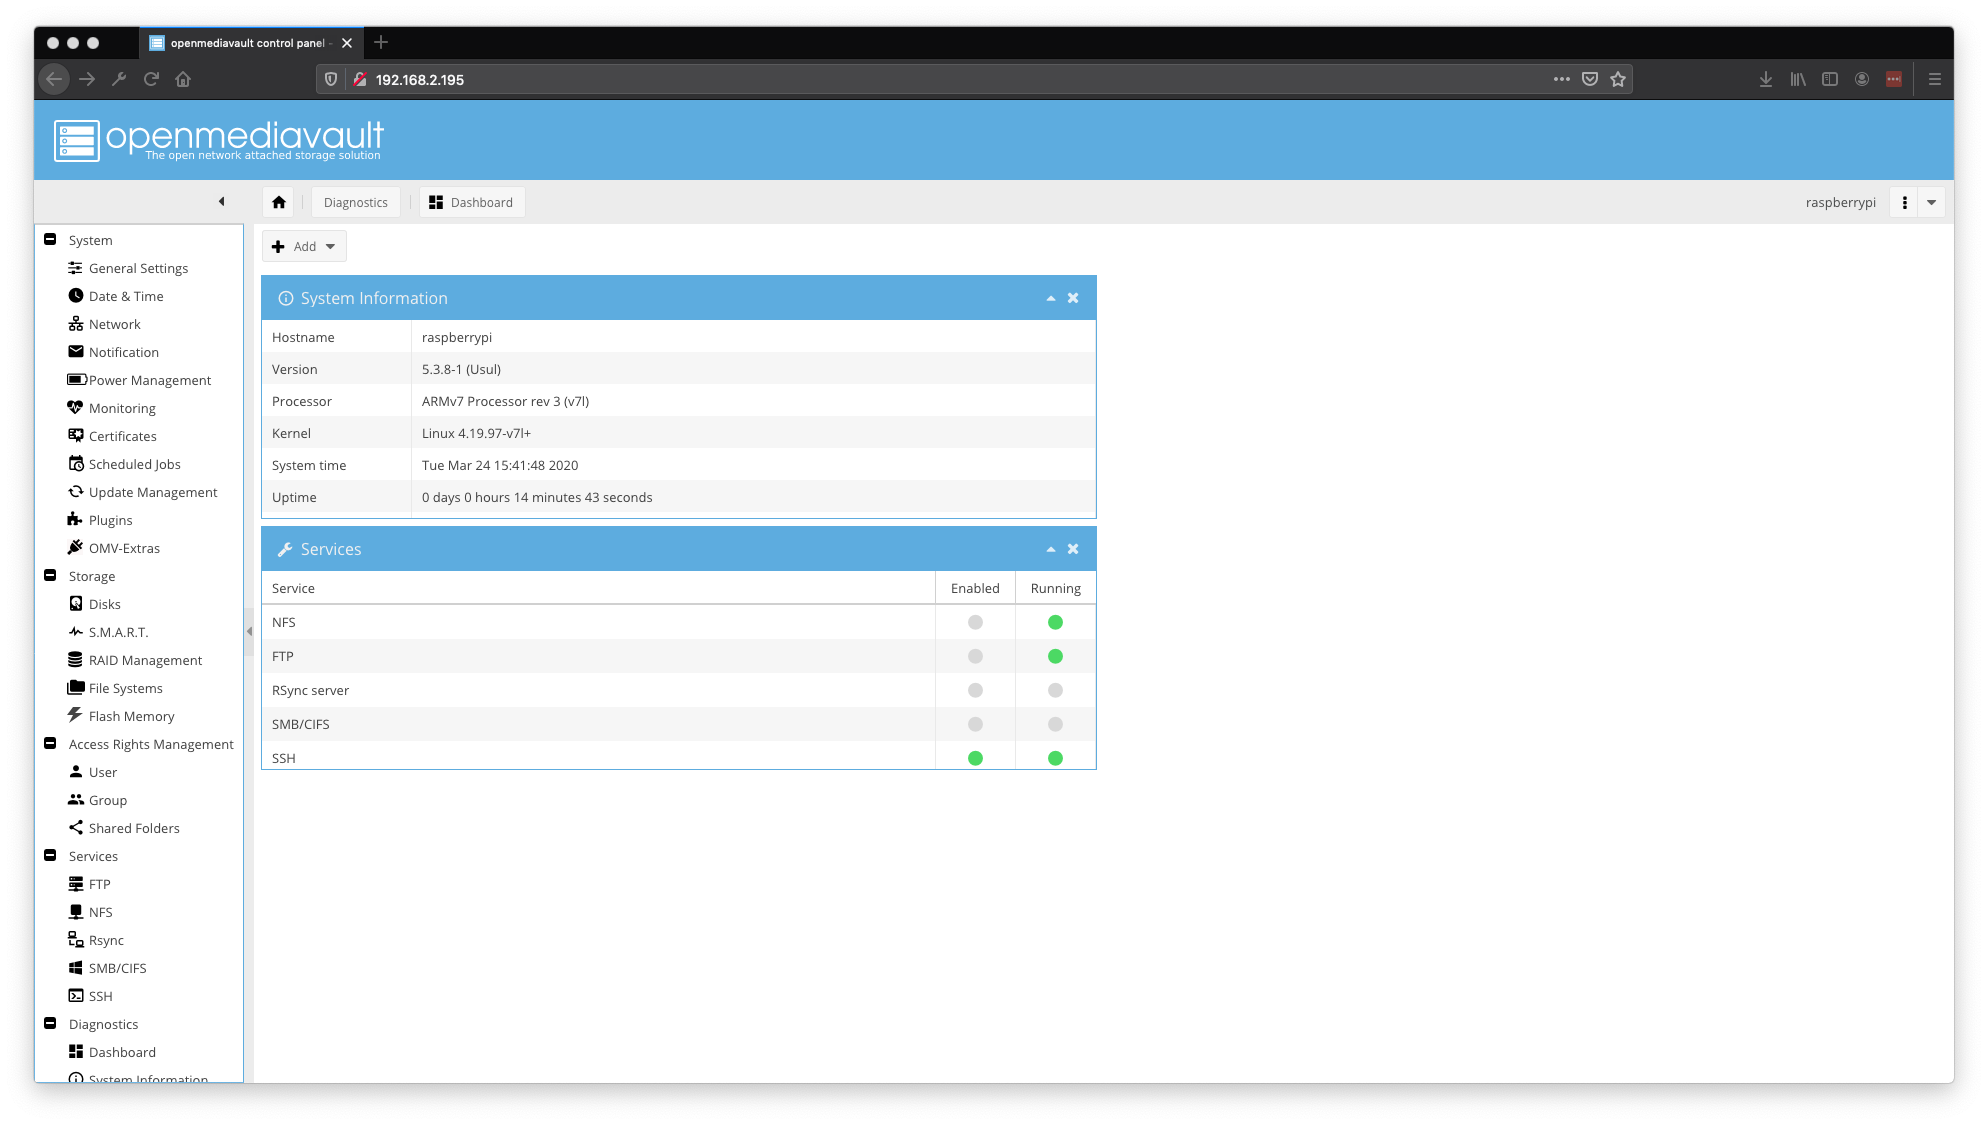 openmediavault control panel -
192.168.2.195
openmediavault
The open network attached storage solution
Diagnostics
Dashboard
raspberrypi
System
General Settings
Date & Time
Network
Notification
Power Management
Monitoring
Certificates
Scheduled Jobs
Update Management
Plugins
OMV-Extras
Storage
Disks
S.M.A.R.T.
RAID Management
File Systems
Flash Memory
Access Rights Management
User
Group
Shared Folders
Services
FTP
NFS
Rsync
SMB/CIFS
SSH
Diagnostics
Dashboard
System Information
Add
System Information
Hostname raspberrypi
Version 5.3.8-1 (Usul)
Processor ARMv7 Processor rev 3 (v7l)
Kernel Linux 4.19.97-v7l+
System time Tue Mar 24 15:41:48 2020
Uptime 0 days 0 hours 14 minutes 43 seconds
Services
Service Enabled Running
NFS
FTP
RSync server
SMB/CIFS
SSH